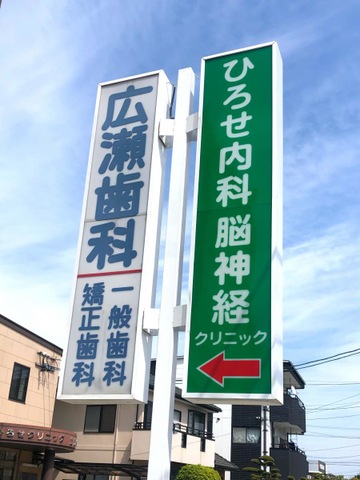 広瀬歯科
一般歯科
矯正歯科
ひろせ内科
脳神経
クリニック